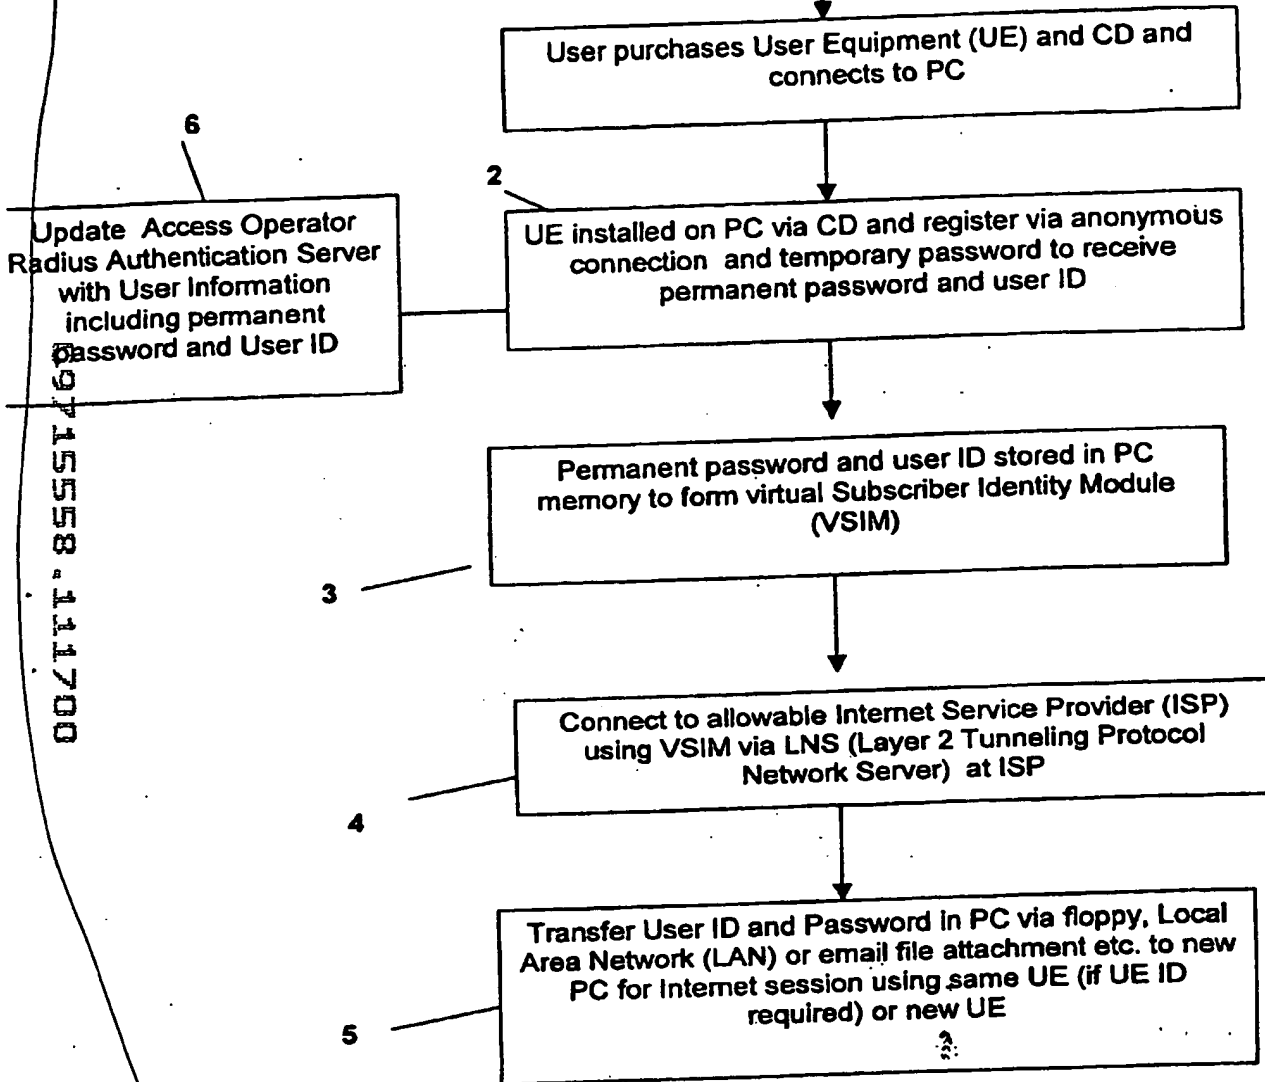 User purchases User Equipment (UE) and CD and
connects to PC
6
2
Update Access Operator
Radius Authentication Server
with User Information
including permanent
password and User ID
UE installed on PC via CD and register via anonymous
connection and temporary password to receive
permanent password and user ID
Permanent password and user ID stored in PC
memory to form virtual Subscriber Identity Module
(VSIM)
3
Connect to allowable Internet Service Provider (ISP)
using VSIM via LNS (Layer 2 Tunneling Protocol
Network Server) at ISP
4
Transfer User ID and Password in PC via floppy, Local
Area Network (LAN) or email file attachment etc. to new
PC for Internet session using same UE (if UE ID
required) or new UE
5
09715558.111700